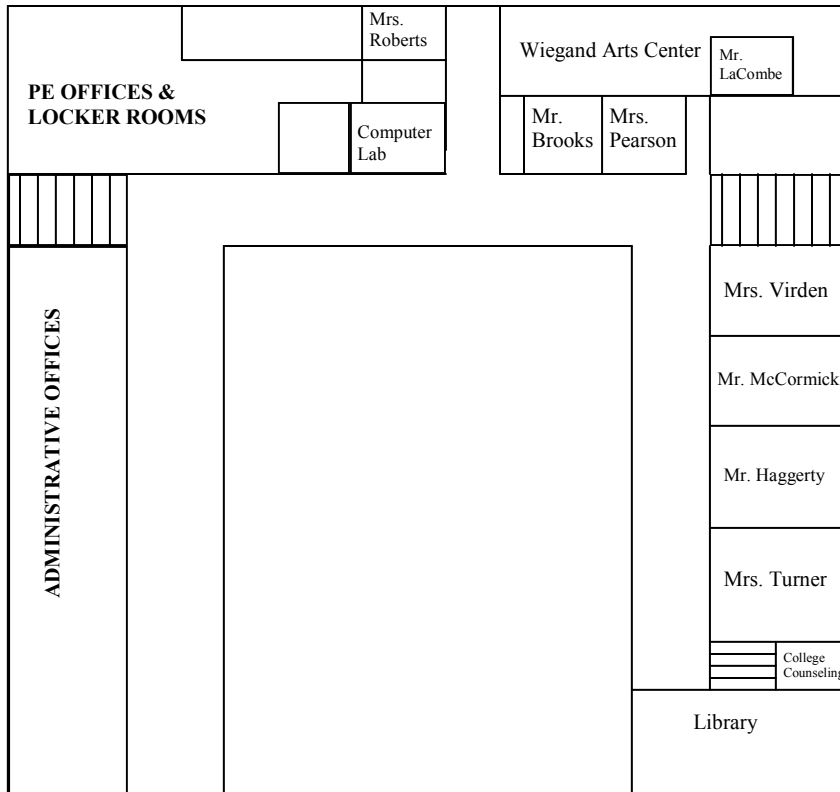 Mrs.
Roberts
Wiegand Arts Center
Mr.
LaCombe
PE OFFICES &
LOCKER ROOMS
Computer
Lab
Mr.
Brooks
Mrs.
Pearson
Mrs. Virden
ADMINISTRATIVE OFFICES
Mr. McCormick
Mr. Haggerty
Mrs. Turner
College
Counseling
Library